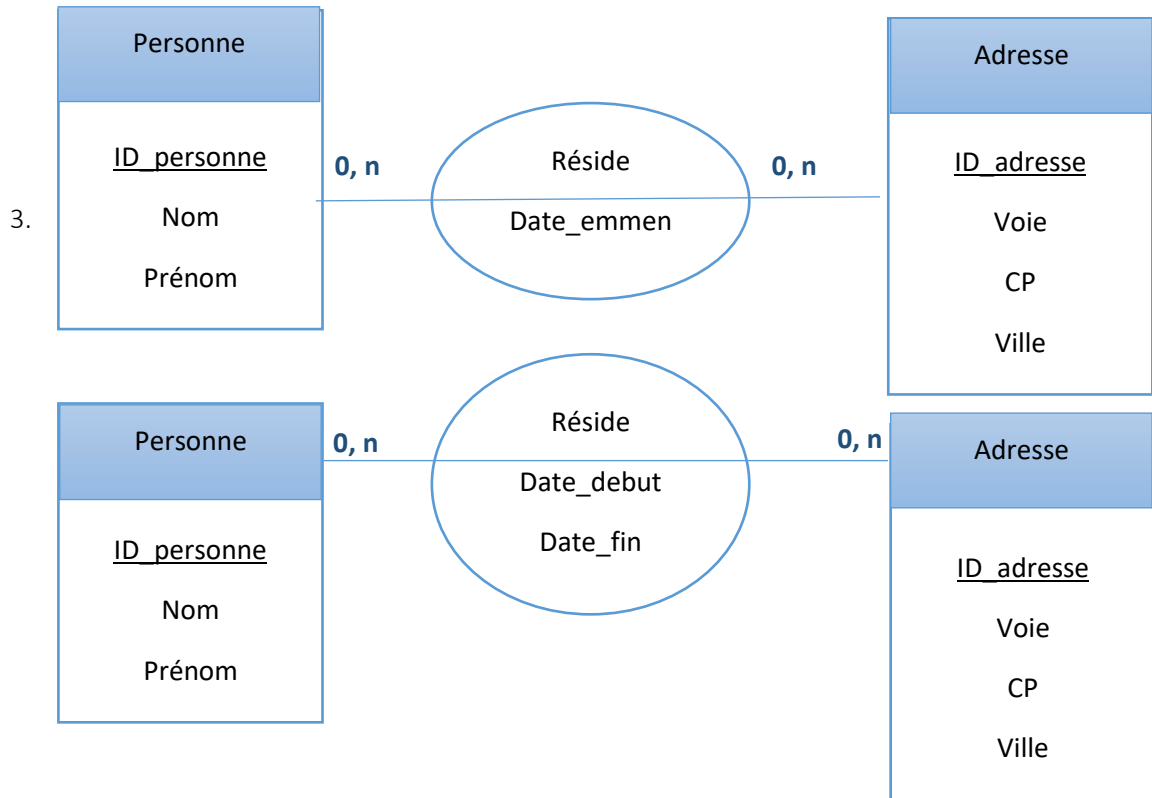 Personne
ID_personne
Nom
Prénom
0, n
Réside
Date_emmen
0, n
Adresse
ID_adresse
Voie
CP
Ville
3.
Personne
ID_personne
Nom
Prénom
0, n
Réside
Date_debut
Date_fin
0, n
Adresse
ID_adresse
Voie
CP
Ville